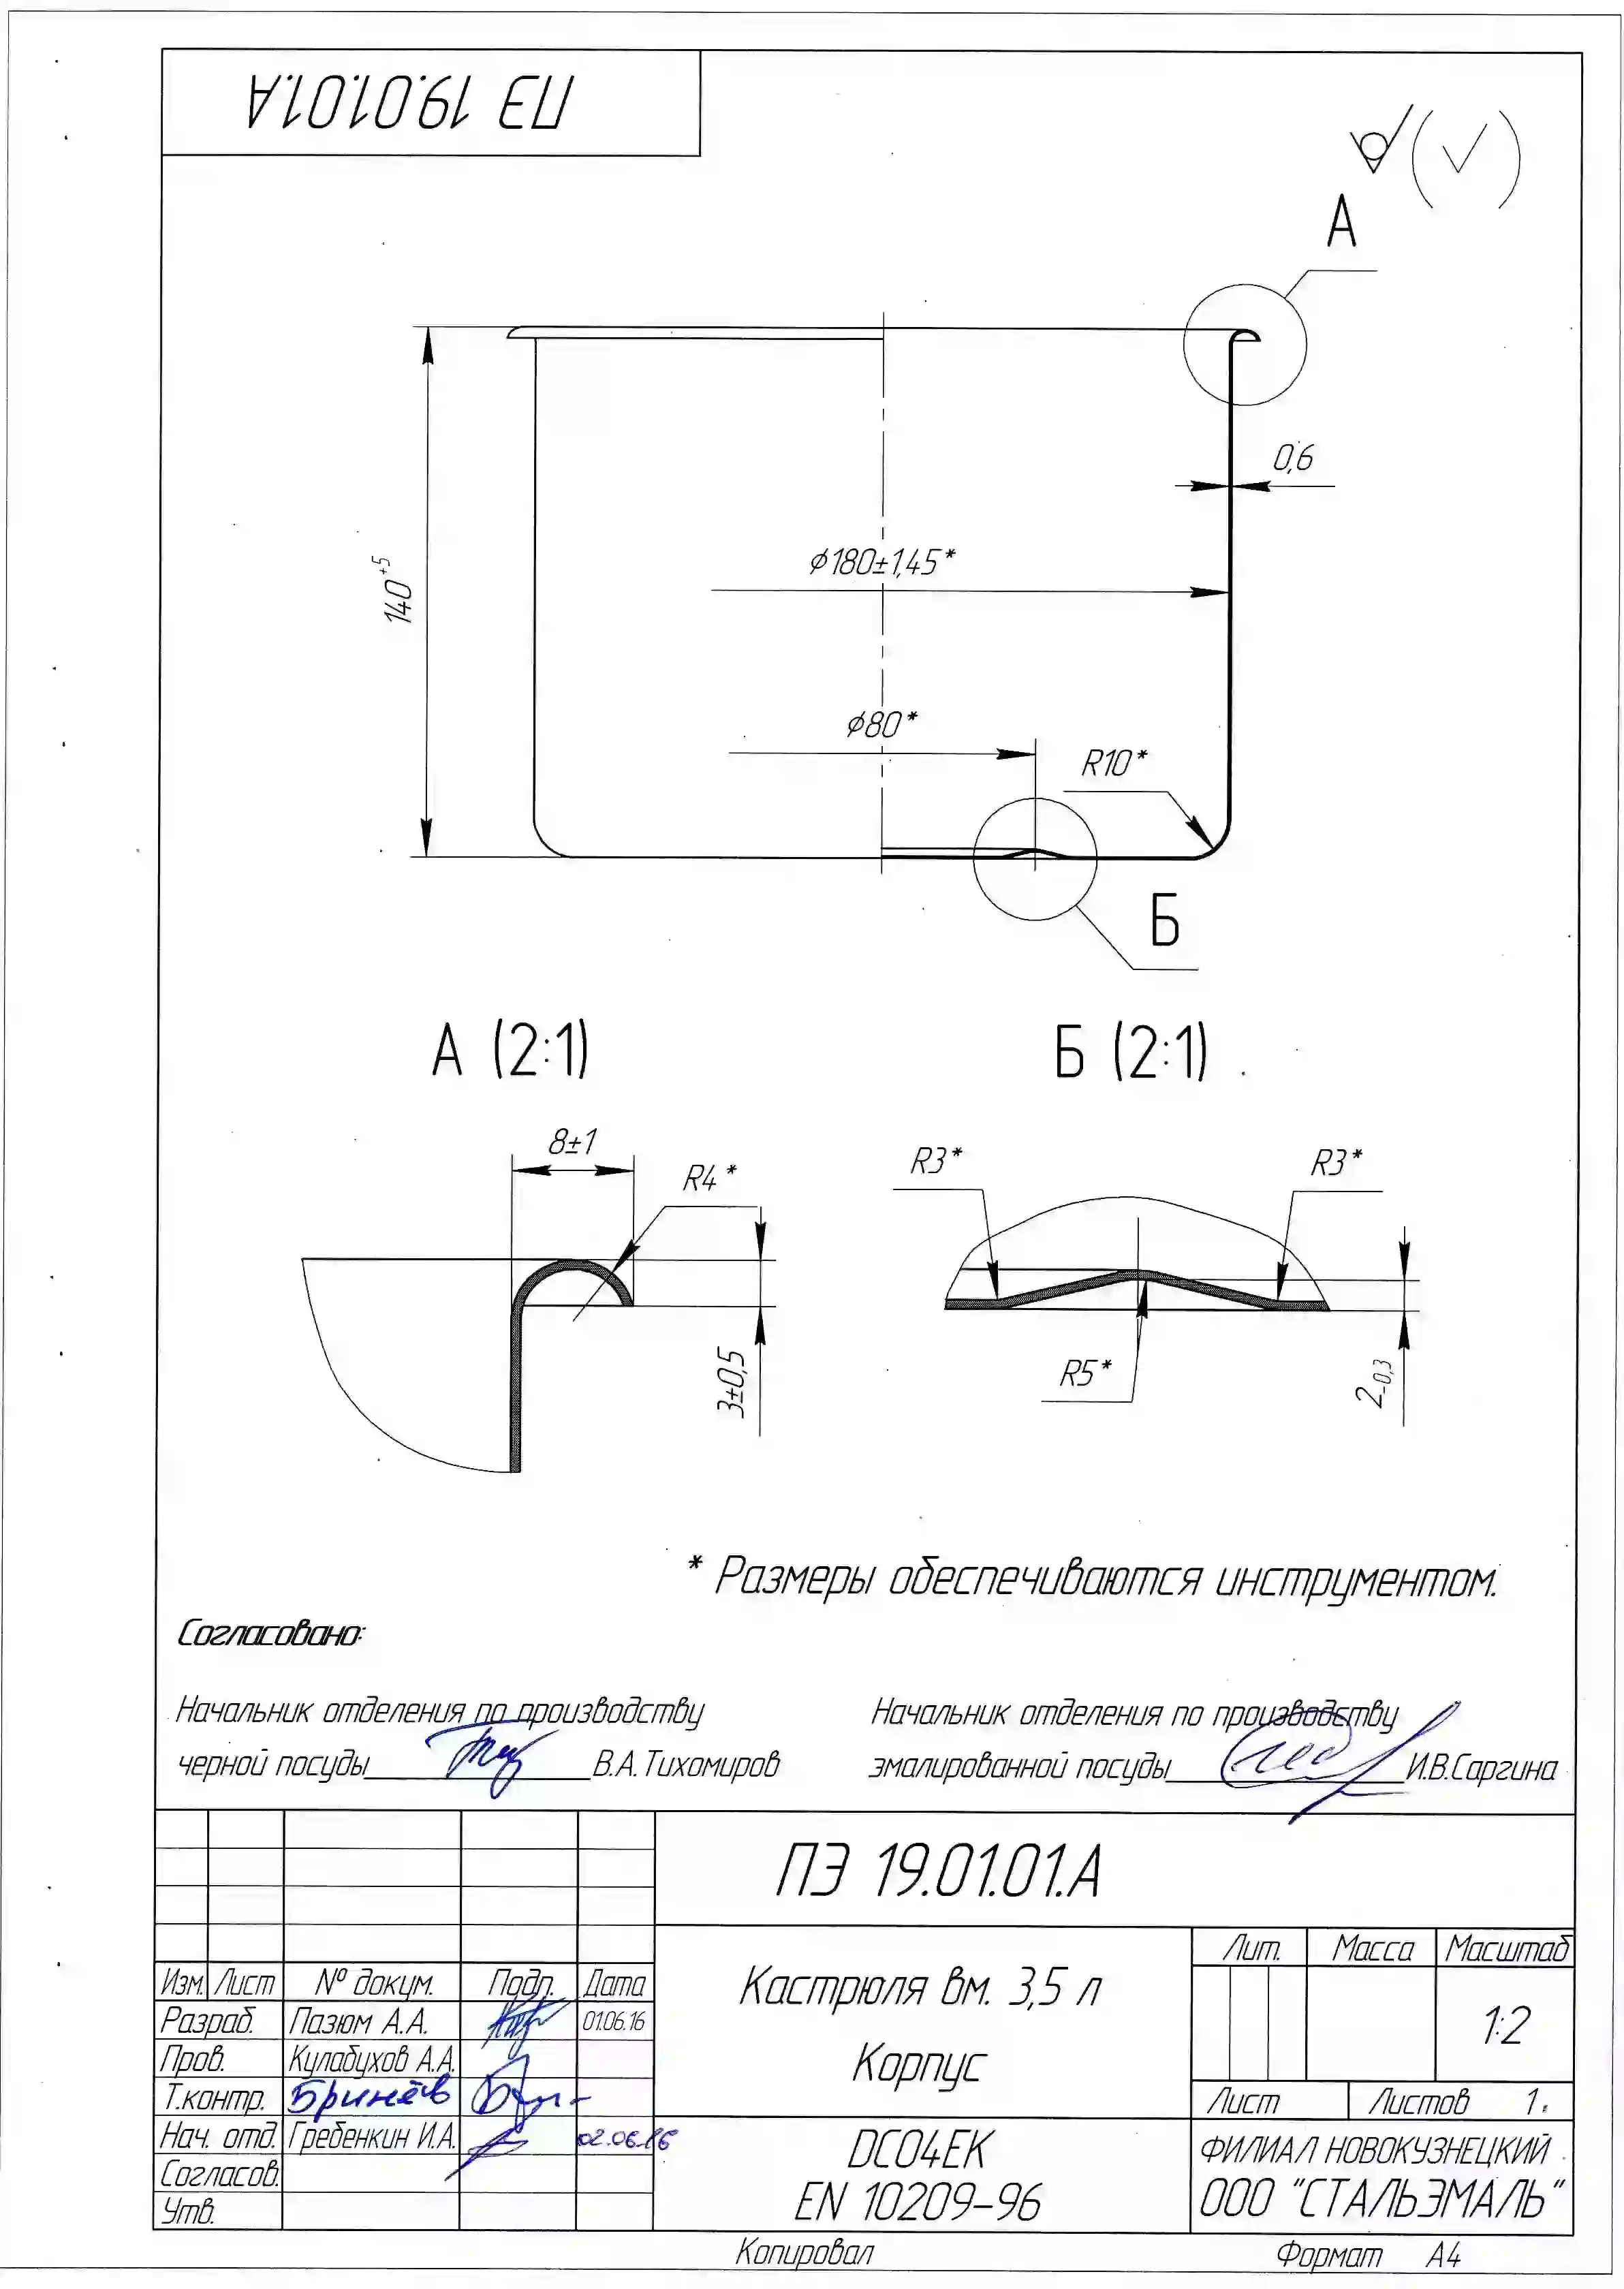 ПЭ 19.01.01.А
А
0,6
140⁺⁵
⌀180±1,45*
⌀80*
R10*
Б
А (2:1)
Б (2:1)
8±1
R4*
3±0,5
R3*
R3*
R5*
2₋₀,₃
* Размеры обеспечиваются инструментом.
Согласовано:
Начальник отделения по производству
черной посуды В.А.Тихомиров
Начальник отделения по производству
эмалированной посуды И.В.Саргина
ПЭ 19.01.01.А
Изм. Лист № докум. Подп. Дата
Разраб. Пазюм А.А. 01.06.16
Пров. Кулабухов А.А.
Т.контр. Бринёв
Нач. отд. Гребенкин И.А. 02.06.16
Согласов.
Утв.
Кастрюля вм. 3,5 л
Корпус
Лит. Масса Масштаб
1:2
Лист Листов 1
DC04EK
EN 10209-96
ФИЛИАЛ НОВОКУЗНЕЦКИЙ
ООО "СТАЛЬЭМАЛЬ"
Копировал Формат А4